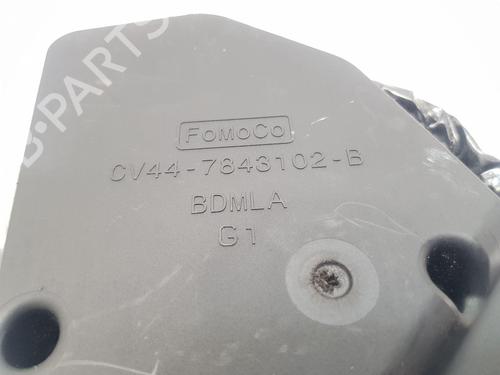 B-PARTS
FoMoCo
CV44-7843102-B
BDMLA
G1